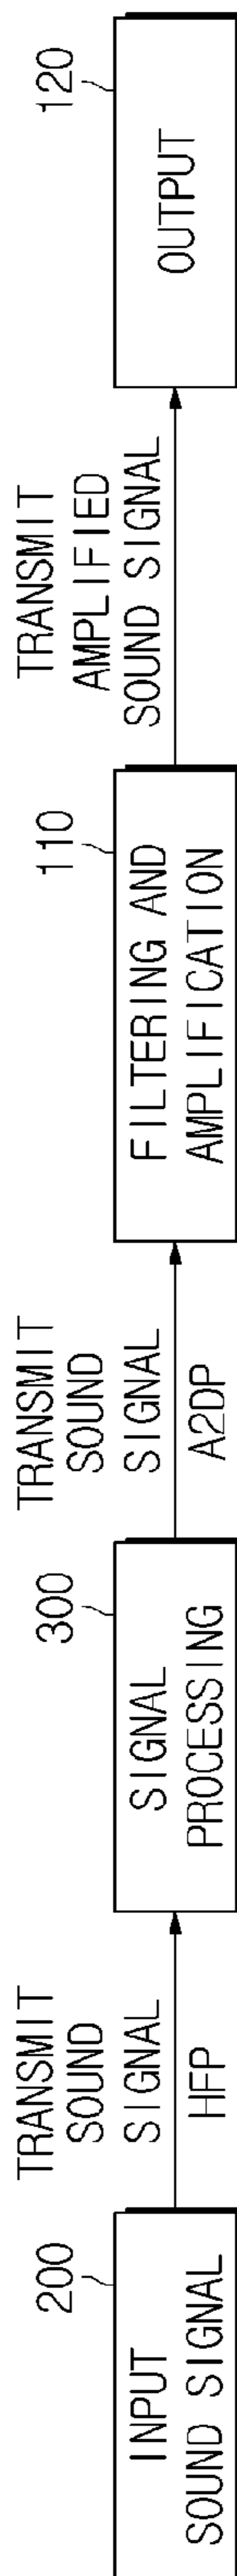 200
INPUT
SOUND SIGNAL
TRANSMIT
SOUND
SIGNAL
HFP
300
SIGNAL
PROCESSING
TRANSMIT
SOUND
SIGNAL
A2DP
110
FILTERING AND
AMPLIFICATION
TRANSMIT
AMPLIFIED
SOUND SIGNAL
120
OUTPUT